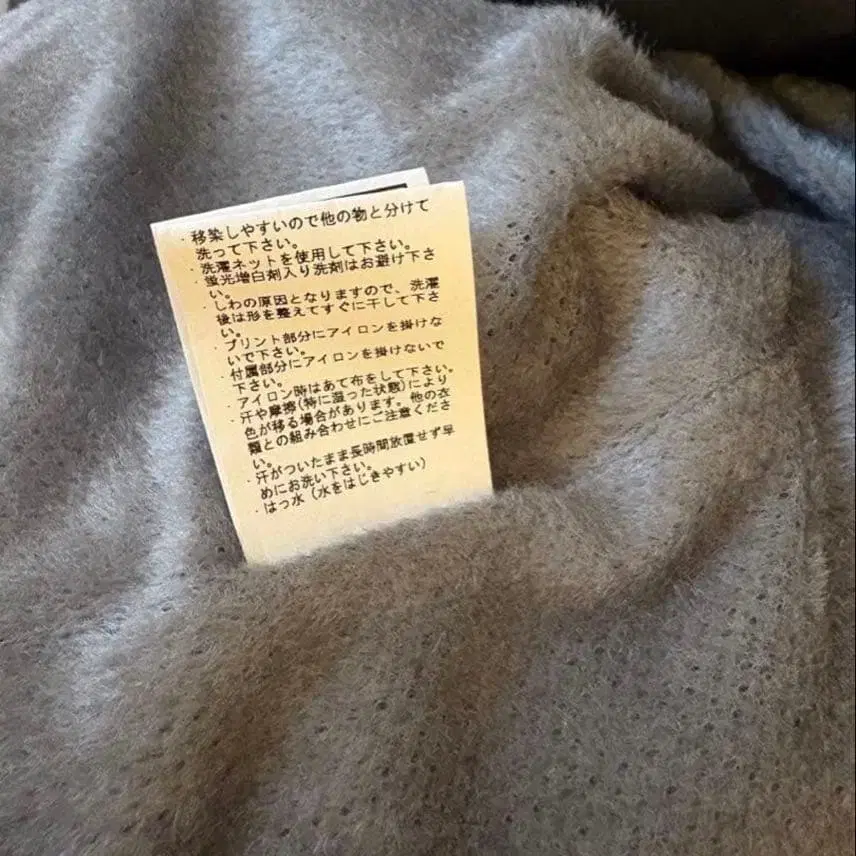 ・移染しやすいので他の物と分けて
洗って下さい。
・洗濯ネットを使用して下さい。
・蛍光増白剤入り洗剤はお避け下さ
い。
・しわの原因となりますので、洗濯
後は形を整えてすぐに干して下さ
い。
・プリント部分にアイロンを掛けな
いで下さい。
・付属部分にアイロンを掛けないで
下さい。
・アイロン時はあて布をして下さい。
・汗や摩擦(特に湿った状態)により
色が移る場合があります。他の衣
類との組み合わせにご注意くださ
い。
・汗がついたまま長時間放置せず早
めにお洗い下さい。
・はっ水（水をはじきやすい）